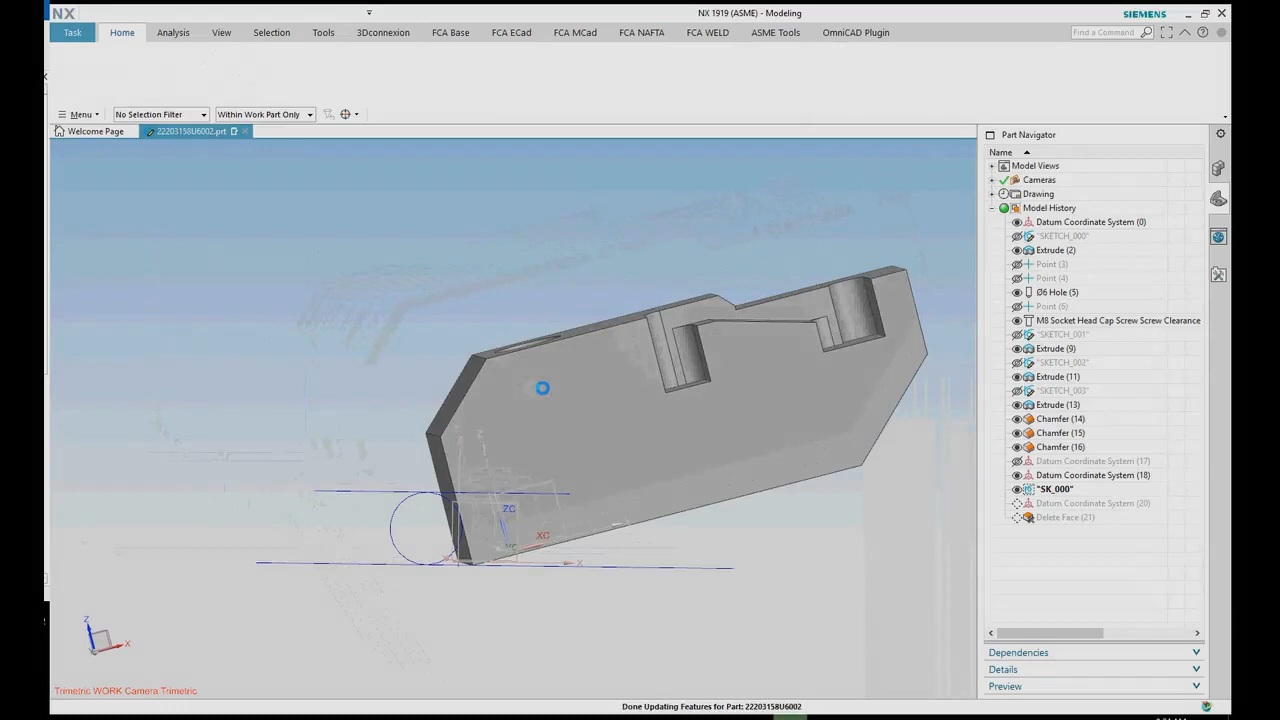 NX
NX 1919 (ASME) - Modeling
SIEMENS
Task Home Analysis View Selection Tools 3Dconnexion FCA Base FCA ECad FCA MCad FCA NAFTA FCA WELD ASME Tools OmniCAD Plugin
Find a Command
Menu No Selection Filter Within Work Part Only
Welcome Page 22203158U6002.prt
Part Navigator
Name
Model Views
Cameras
Drawing
Model History
Datum Coordinate System (0)
"SKETCH_000"
Extrude (2)
Point (3)
Point (4)
Ø6 Hole (5)
Point (6)
M8 Socket Head Cap Screw Screw Clearance
"SKETCH_001"
Extrude (9)
"SKETCH_002"
Extrude (11)
"SKETCH_003"
Extrude (13)
Chamfer (14)
Chamfer (15)
Chamfer (16)
Datum Coordinate System (17)
Datum Coordinate System (18)
"SK_000"
Datum Coordinate System (20)
Delete Face (21)
ZC
XC
YC
X
Z
X
Dependencies
Details
Preview
Trimetric WORK Camera Trimetric
Done Updating Features for Part: 22203158U6002